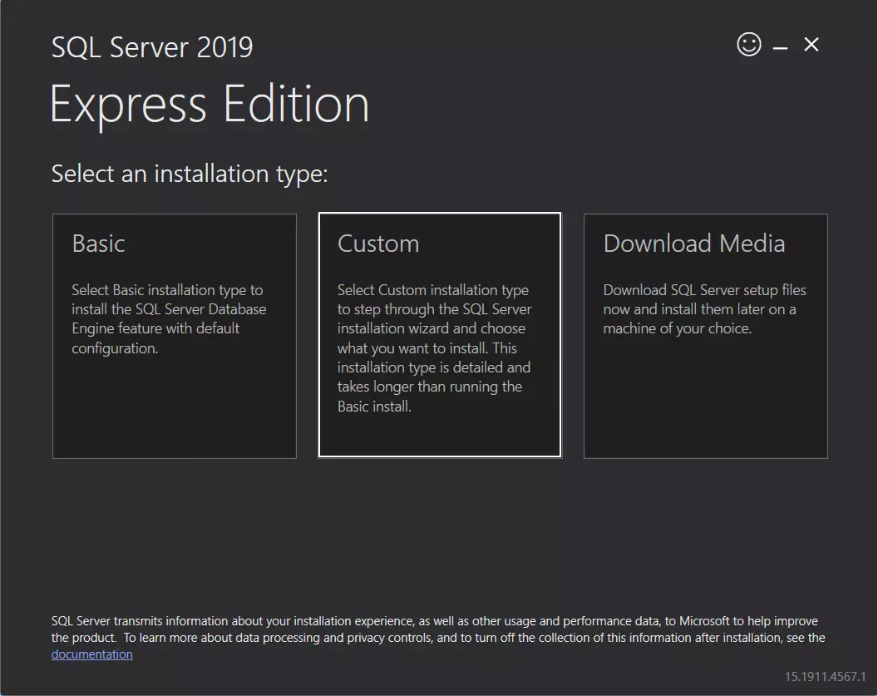 SQL Server 2019
Express Edition
Select an installation type:
Basic
Select Basic installation type to
install the SQL Server Database
Engine feature with default
configuration.
Custom
Select Custom installation type
to step through the SQL Server
installation wizard and choose
what you want to install. This
installation type is detailed and
takes longer than running the
Basic install.
Download Media
Download SQL Server setup files
now and install them later on a
machine of your choice.
SQL Server transmits information about your installation experience, as well as other usage and performance data, to Microsoft to help improve
the product.  To learn more about data processing and privacy controls, and to turn off the collection of this information after installation, see the
documentation
15.1911.4567.1